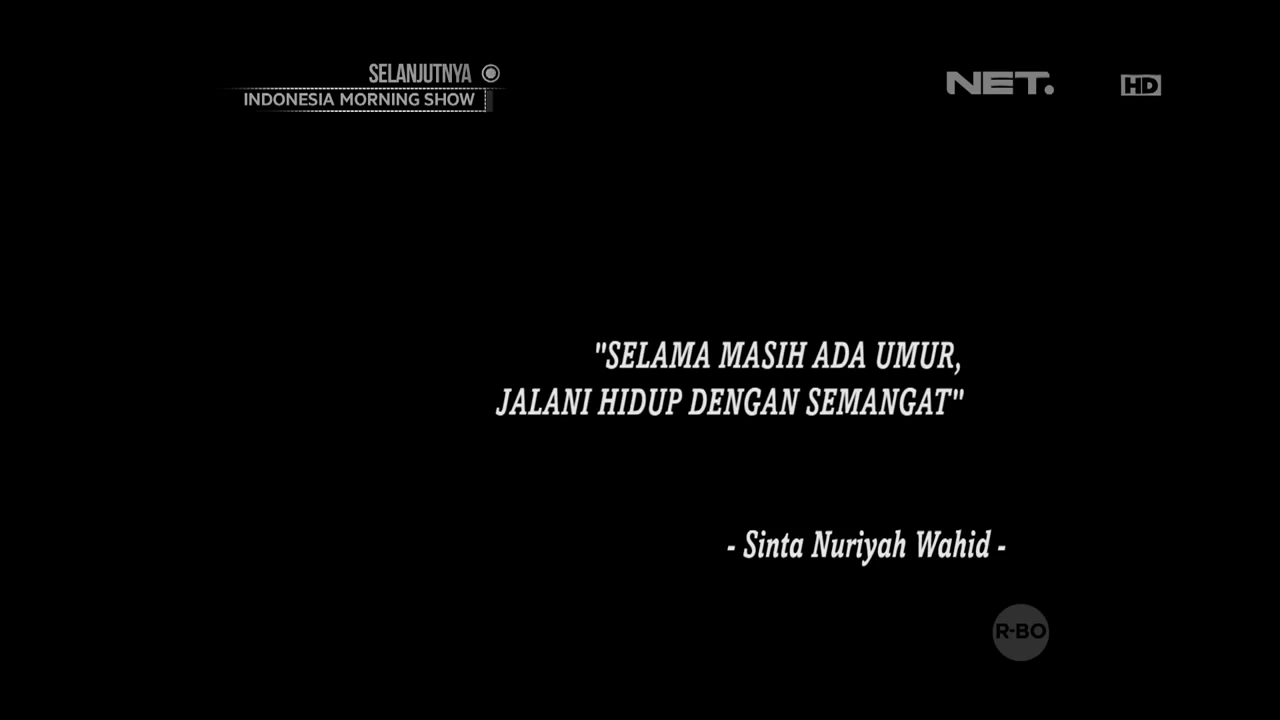 SELANJUTNYA
INDONESIA MORNING SHOW
NET.
HD
"SELAMA MASIH ADA UMUR,
JALANI HIDUP DENGAN SEMANGAT"
- Sinta Nuriyah Wahid -
R-BO